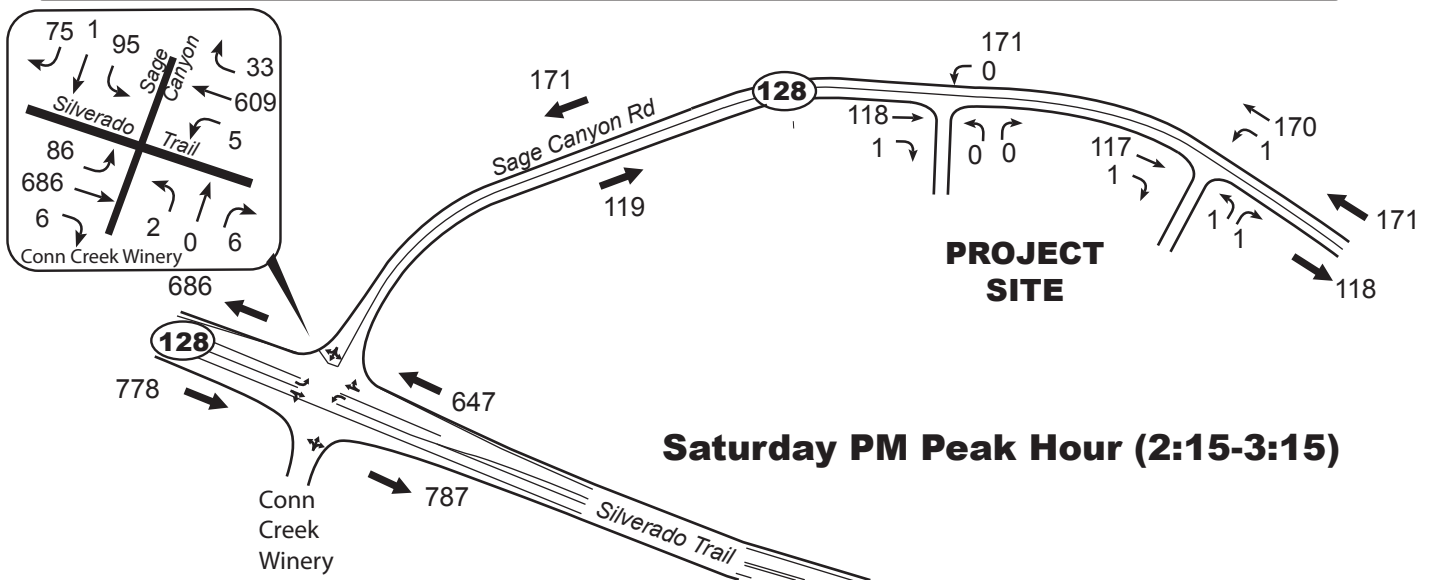 75 1 95
Sage
Canyon
33
609
Silverado
Trail
5
86
686
6
2
0
6
Conn Creek Winery
171
128
Sage Canyon Rd
119
171
0
118
1
0 0
117
1
170
1
1
1
171
118
PROJECT
SITE
686
128
778
647
787
Saturday PM Peak Hour (2:15-3:15)
Conn
Creek
Winery
Silverado Trail